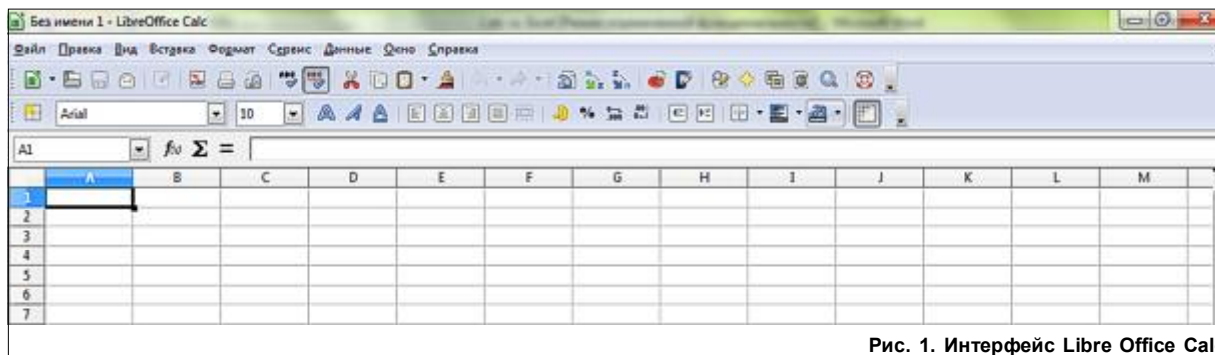 Без имени 1 - LibreOffice Calc
Файл Правка Вид Вставка Формат Сервис Данные Окно Справка
Arial 10
A1 f(x) Σ =
A B C D E F G H I J K L M
1
2
3
4
5
6
7
Рис. 1. Интерфейс Libre Office Cal